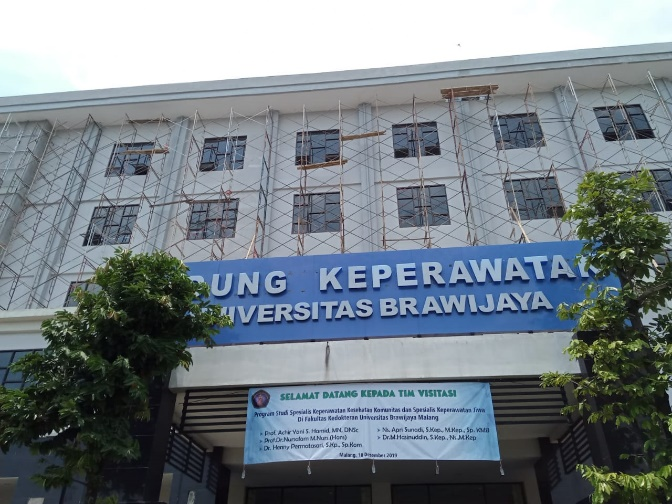 DUNG KEPERAWATAN
UNIVERSITAS BRAWIJAYA
SELAMAT DATANG KEPADA TIM VISITASI
Program Studi Spesialis Keperawatan Kesehatan Komunitas dan Spesialis Keperawatan Jiwa
Di Fakultas Kedokteran Universitas Brawijaya Malang
Prof. Achir Yani S. Hamid, MN, DNSc
Prof.Dr.Nursalam M.Nurs (Hons)
Dr. Henny Permatasari, S.Kp., Sp.Kom
Ns. Apri Sunadi, S.Kep., M.Kep., Sp. KMB
Dr.M.Hasinuddin, S.Kep., Ns.,M.Kep
Malang, 18 Desember 2019